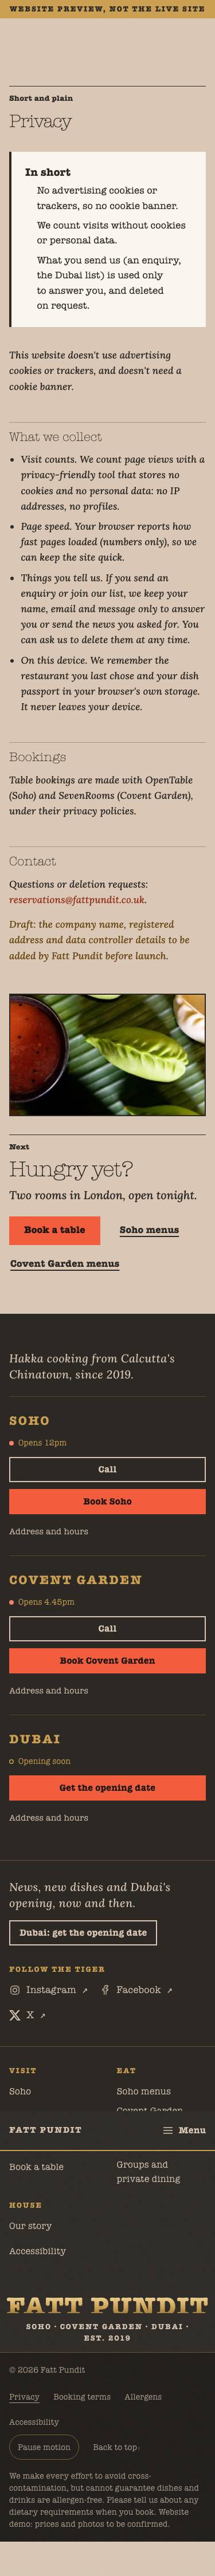 WEBSITE PREVIEW, NOT THE LIVE SITE
Short and plain
Privacy
In short
No advertising cookies or
trackers, so no cookie banner.
We count visits without cookies
or personal data.
What you send us (an enquiry,
the Dubai list) is used only
to answer you, and deleted
on request.
This website doesn't use advertising
cookies or trackers, and doesn't need a
cookie banner.
What we collect
• Visit counts. We count page views with a
privacy-friendly tool that stores no
cookies and no personal data: no IP
addresses, no profiles.
• Page speed. Your browser reports how
fast pages loaded (numbers only), so we
can keep the site quick.
• Things you tell us. If you send an
enquiry or join our list, we keep your
name, email and message only to answer
you or send the news you asked for. You
can ask us to delete them at any time.
• On this device. We remember the
restaurant you last chose and your dish
passport in your browser's own storage.
It never leaves your device.
Bookings
Table bookings are made with OpenTable
(Soho) and SevenRooms (Covent Garden),
under their privacy policies.
Contact
Questions or deletion requests:
reservations@fattpundit.co.uk.
Draft: the company name, registered
address and data controller details to be
added by Fatt Pundit before launch.
Next
Hungry yet?
Two rooms in London, open tonight.
Book a table
Soho menus
Covent Garden menus
Hakka cooking from Calcutta's
Chinatown, since 2019.
SOHO
Opens 12pm
Call
Book Soho
Address and hours
COVENT GARDEN
Opens 4.45pm
Call
Book Covent Garden
Address and hours
DUBAI
Opening soon
Get the opening date
Address and hours
News, new dishes and Dubai's
opening, now and then.
Dubai: get the opening date
FOLLOW THE TIGER
Instagram ↗ Facebook ↗
X ↗
VISIT EAT
Soho Soho menus
Covent Garden
FATT PUNDIT Menu
Book a table
Groups and
private dining
HOUSE
Our story
Accessibility
FATT PUNDIT
SOHO · COVENT GARDEN · DUBAI ·
EST. 2019
© 2026 Fatt Pundit
Privacy Booking terms Allergens
Accessibility
Pause motion Back to top↑
We make every effort to avoid cross-
contamination, but cannot guarantee dishes and
drinks are allergen-free. Please tell us about any
dietary requirements when you book. Website
demo: prices and photos to be confirmed.